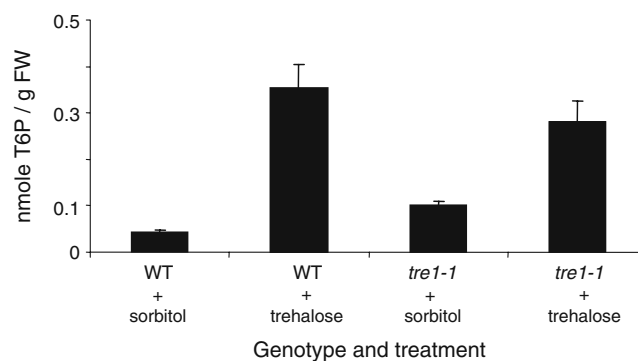 nmole T6P / g FW
0.5
0.3
0.1
0
WT WT tre1-1 tre1-1
+ + + +
sorbitol trehalose sorbitol trehalose
Genotype and treatment